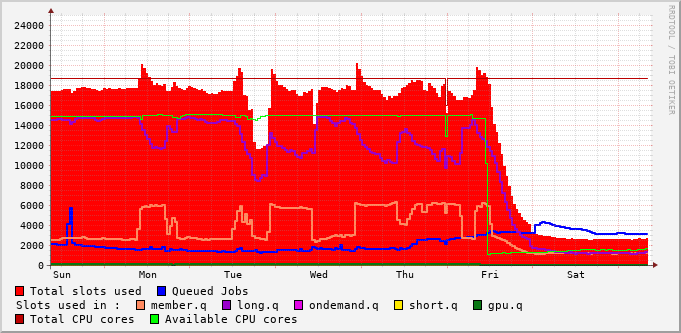 RRDTOOL / TOBI OETIKER
24000
22000
20000
18000
16000
14000
12000
10000
8000
6000
4000
2000
0
Sun Mon Tue Wed Thu Fri Sat
Total slots used Queued Jobs
Slots used in : member.q long.q ondemand.q short.q gpu.q
Total CPU cores Available CPU cores